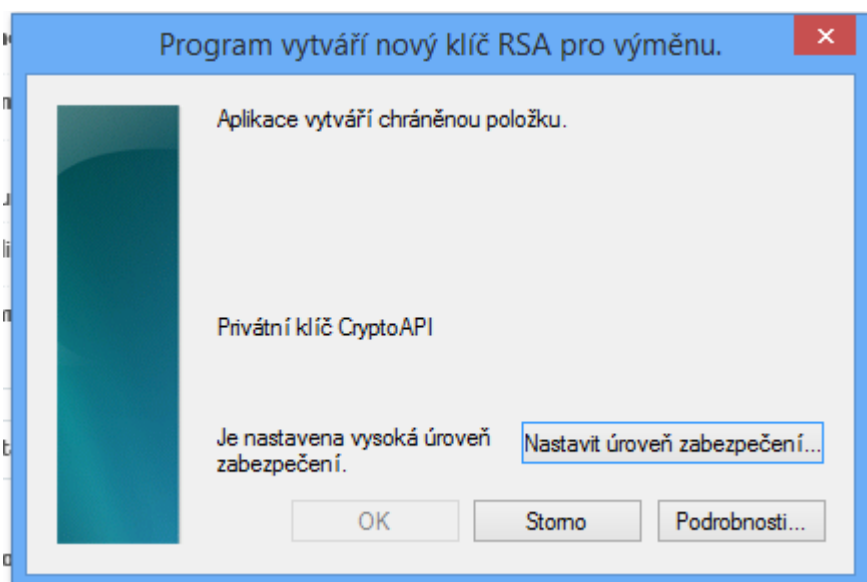 Program vytváří nový klíč RSA pro výměnu.
Aplikace vytváří chráněnou položku.
Privátní klíč CryptoAPI
Je nastavena vysoká úroveň
zabezpečení.
Nastavit úroveň zabezpečení...
OK
Storno
Podrobnosti...